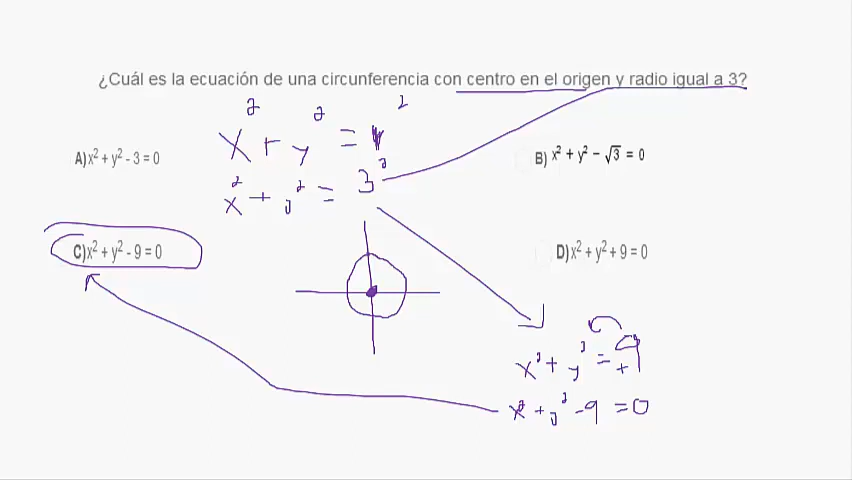 ¿Cuál es la ecuación de una circunferencia con centro en el origen y radio igual a 3?
x² + y² = r²
A) x² + y² - 3 = 0
B) x² + y² - √3 = 0
x² + y² = 3²
C) x² + y² - 9 = 0
D) x² + y² + 9 = 0
x² + y² = +9
x² + y² - 9 = 0